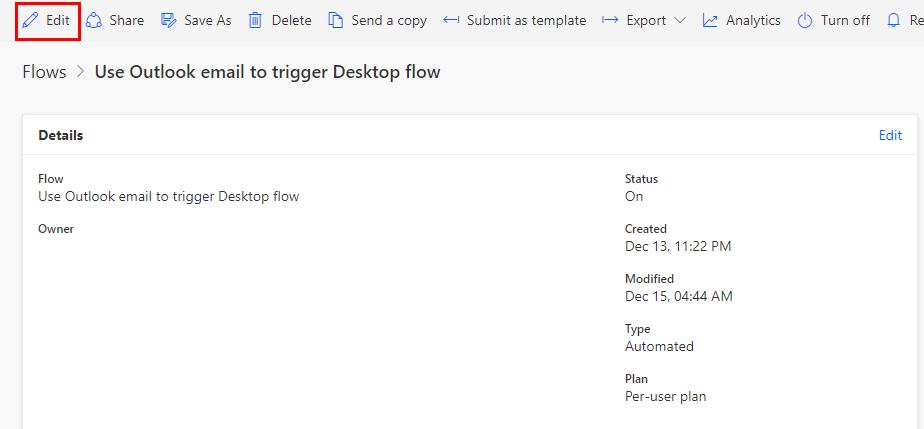 Edit Share Save As Delete Send a copy Submit as template Export Analytics Turn off Re
Flows > Use Outlook email to trigger Desktop flow
Details Edit
Flow
Use Outlook email to trigger Desktop flow
Owner
Status
On
Created
Dec 13, 11:22 PM
Modified
Dec 15, 04:44 AM
Type
Automated
Plan
Per-user plan